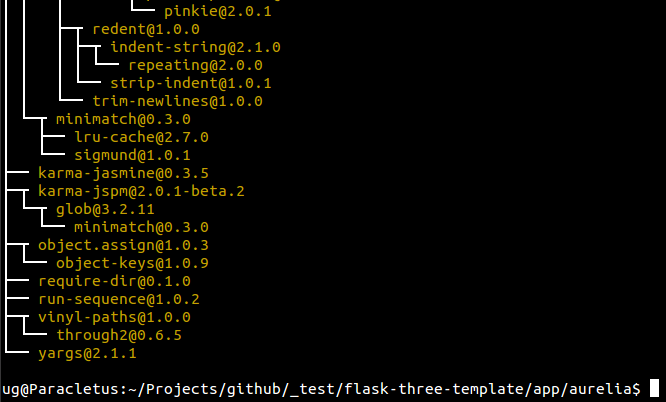 pinkie@2.0.1
redent@1.0.0
indent-string@2.1.0
repeating@2.0.0
strip-indent@1.0.1
trim-newlines@1.0.0
minimatch@0.3.0
lru-cache@2.7.0
sigmund@1.0.1
karma-jasmine@0.3.5
karma-jspm@2.0.1-beta.2
glob@3.2.11
minimatch@0.3.0
object.assign@1.0.3
object-keys@1.0.9
require-dir@0.1.0
run-sequence@1.0.2
vinyl-paths@1.0.0
through2@0.6.5
yargs@2.1.1
ug@Paracletus:~/Projects/github/_test/flask-three-template/app/aurelia$